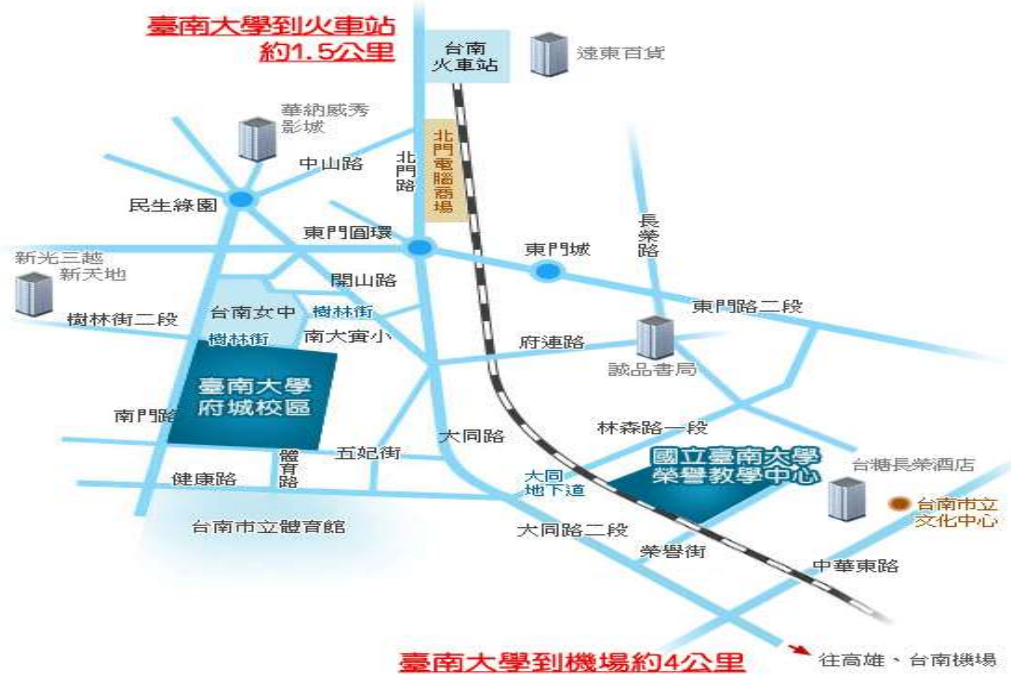 臺南大學到火車站
約1.5公里
台南
火車站
遠東百貨
華納威秀
影城
中山路
北門路
北門電腦商場
民生綠園
長榮路
東門圓環
東門城
新光三越
新天地
開山路
東門路二段
台南女中
樹林街
樹林街二段
樹林街
南大實小
府連路
誠品書局
臺南大學
府城校區
南門路
大同路
林森路一段
五妃街
體育路
國立臺南大學
榮譽教學中心
健康路
大同
地下道
台糖長榮酒店
台南市立
文化中心
台南市立體育館
大同路二段
榮譽街
中華東路
臺南大學到機場約4公里
往高雄、台南機場